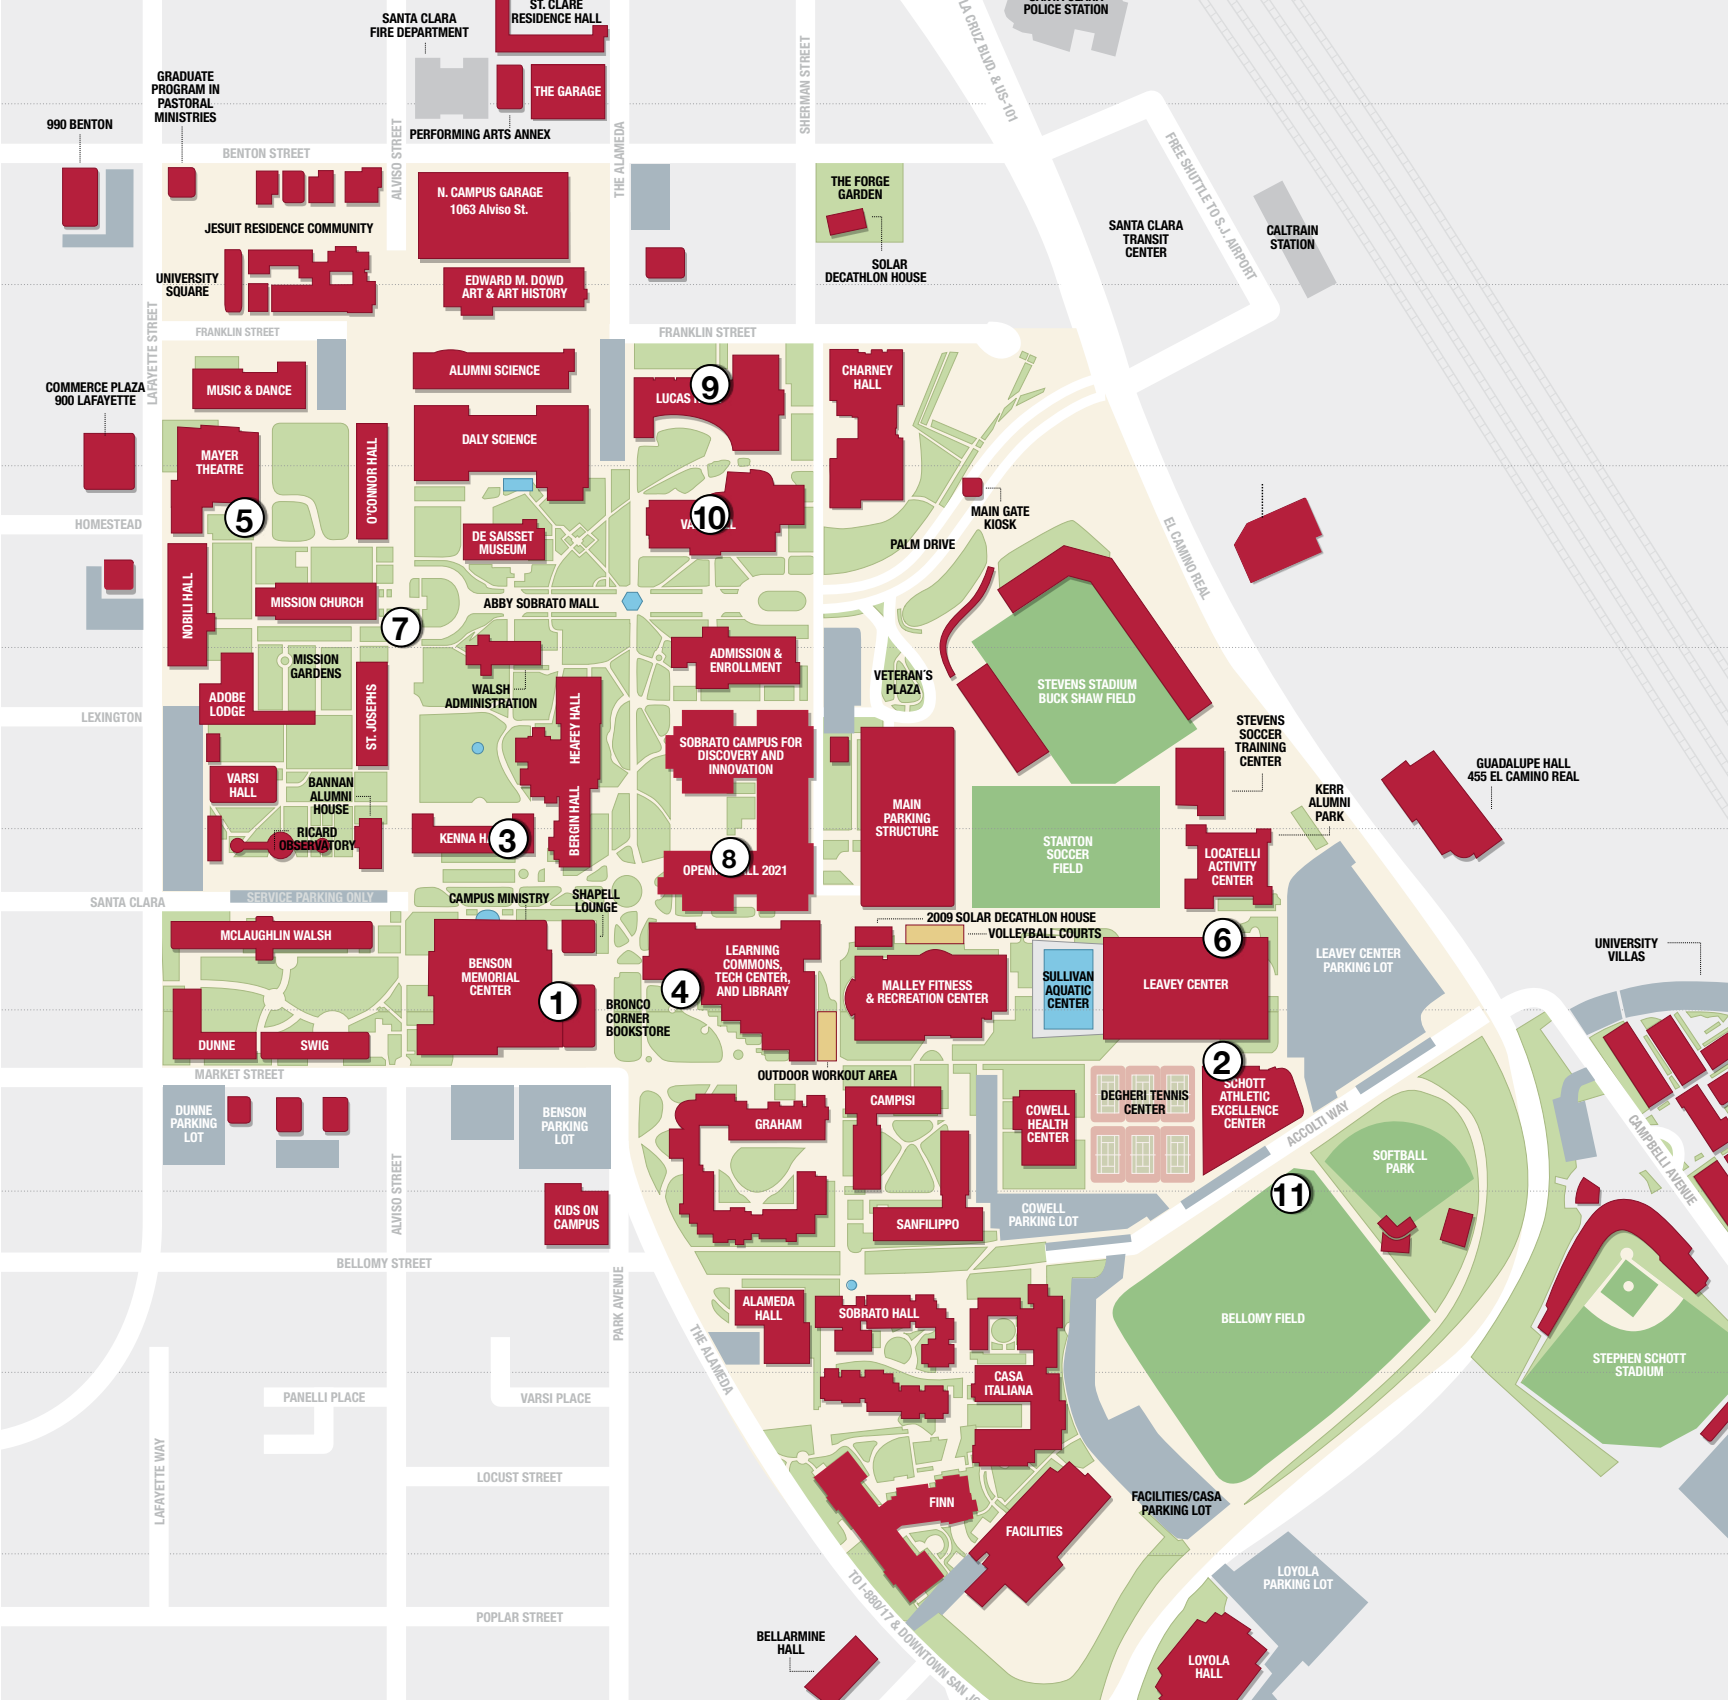 ST. CLARE
RESIDENCE HALL
POLICE STATION
SANTA CLARA
FIRE DEPARTMENT
LA CRUZ BLVD. & US-101
SHERMAN STREET
GRADUATE
PROGRAM IN
PASTORAL
MINISTRIES
THE GARAGE
990 BENTON
PERFORMING ARTS ANNEX
ALVISO STREET
THE ALAMEDA
BENTON STREET
FREE SHUTTLE TO S.J. AIRPORT
N. CAMPUS GARAGE
1063 Alviso St.
THE FORGE
GARDEN
JESUIT RESIDENCE COMMUNITY
SANTA CLARA
TRANSIT
CENTER
CALTRAIN
STATION
UNIVERSITY
SQUARE
EDWARD M. DOWD
ART & ART HISTORY
SOLAR
DECATHLON HOUSE
LAFAYETTE STREET
FRANKLIN STREET
FRANKLIN STREET
MUSIC & DANCE
ALUMNI SCIENCE
9
LUCAS
CHARNEY
HALL
COMMERCE PLAZA
900 LAFAYETTE
MAYER
THEATRE
O'CONNOR HALL
DALY SCIENCE
5
10
MAIN GATE
KIOSK
HOMESTEAD
DE SAISSET
MUSEUM
PALM DRIVE
EL CAMINO REAL
NOBILI HALL
MISSION CHURCH
ABBY SOBRATO MALL
7
MISSION
GARDENS
ADMISSION &
ENROLLMENT
VETERAN'S
PLAZA
STEVENS STADIUM
BUCK SHAW FIELD
ADOBE
LODGE
WALSH
ADMINISTRATION
LEXINGTON
ST. JOSEPHS
HEAFEY HALL
SOBRATO CAMPUS FOR
DISCOVERY AND
INNOVATION
STEVENS
SOCCER
TRAINING
CENTER
GUADALUPE HALL
455 EL CAMINO REAL
VARSI
HALL
BANNAN
ALUMNI
HOUSE
BERGIN HALL
MAIN
PARKING
STRUCTURE
KERR
ALUMNI
PARK
RICARD
OBSERVATORY
KENNA H
3
8
2021
STANTON
SOCCER
FIELD
LOCATELLI
ACTIVITY
CENTER
SERVICE PARKING ONLY
SANTA CLARA
CAMPUS MINISTRY
SHAPELL
LOUNGE
2009 SOLAR DECATHLON HOUSE
VOLLEYBALL COURTS
MCLAUGHLIN WALSH
6
LEAVEY CENTER
PARKING LOT
UNIVERSITY
VILLAS
BENSON
MEMORIAL
CENTER
LEARNING
COMMONS,
TECH CENTER,
AND LIBRARY
MALLEY FITNESS
& RECREATION CENTER
SULLIVAN
AQUATIC
CENTER
LEAVEY CENTER
1
4
BRONCO
CORNER
BOOKSTORE
DUNNE
SWIG
2
MARKET STREET
OUTDOOR WORKOUT AREA
DUNNE
PARKING
LOT
BENSON
PARKING
LOT
GRAHAM
CAMPISI
COWELL
HEALTH
CENTER
DEGHERI TENNIS
CENTER
SCHOTT
ATHLETIC
EXCELLENCE
CENTER
ACCOLTI WAY
CAMPBELL AVENUE
SOFTBALL
PARK
ALVISO STREET
11
KIDS ON
CAMPUS
SANFILIPPO
COWELL
PARKING LOT
BELLOMY STREET
PARK AVENUE
ALAMEDA
HALL
SOBRATO HALL
BELLOMY FIELD
THE ALAMEDA
CASA
ITALIANA
STEPHEN SCHOTT
STADIUM
PANELLI PLACE
VARSI PLACE
LAFAYETTE WAY
LOCUST STREET
FINN
FACILITIES
FACILITIES/CASA
PARKING LOT
LOYOLA
PARKING LOT
TO I-880/17 & DOWNTOWN SAN
POPLAR STREET
BELLARMINE
HALL
LOYOLA
HALL